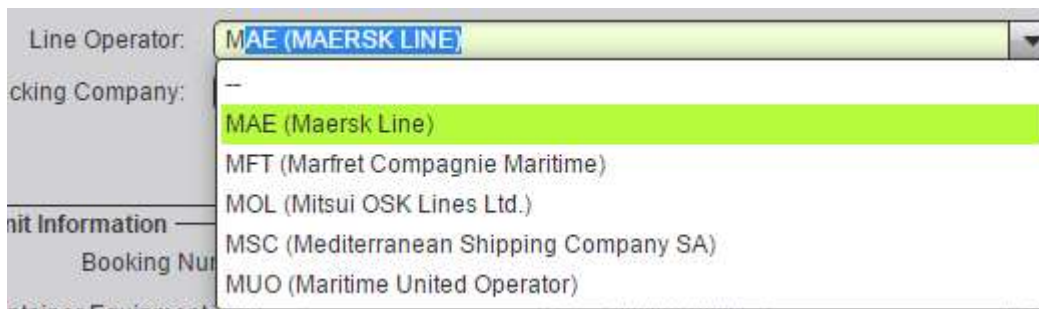 Line Operator: MAE (MAERSK LINE)
cking Company:
--
MAE (Maersk Line)
MFT (Marfret Compagnie Maritime)
MOL (Mitsui OSK Lines Ltd.)
nit Information
MSC (Mediterranean Shipping Company SA)
Booking Nu
MUO (Maritime United Operator)